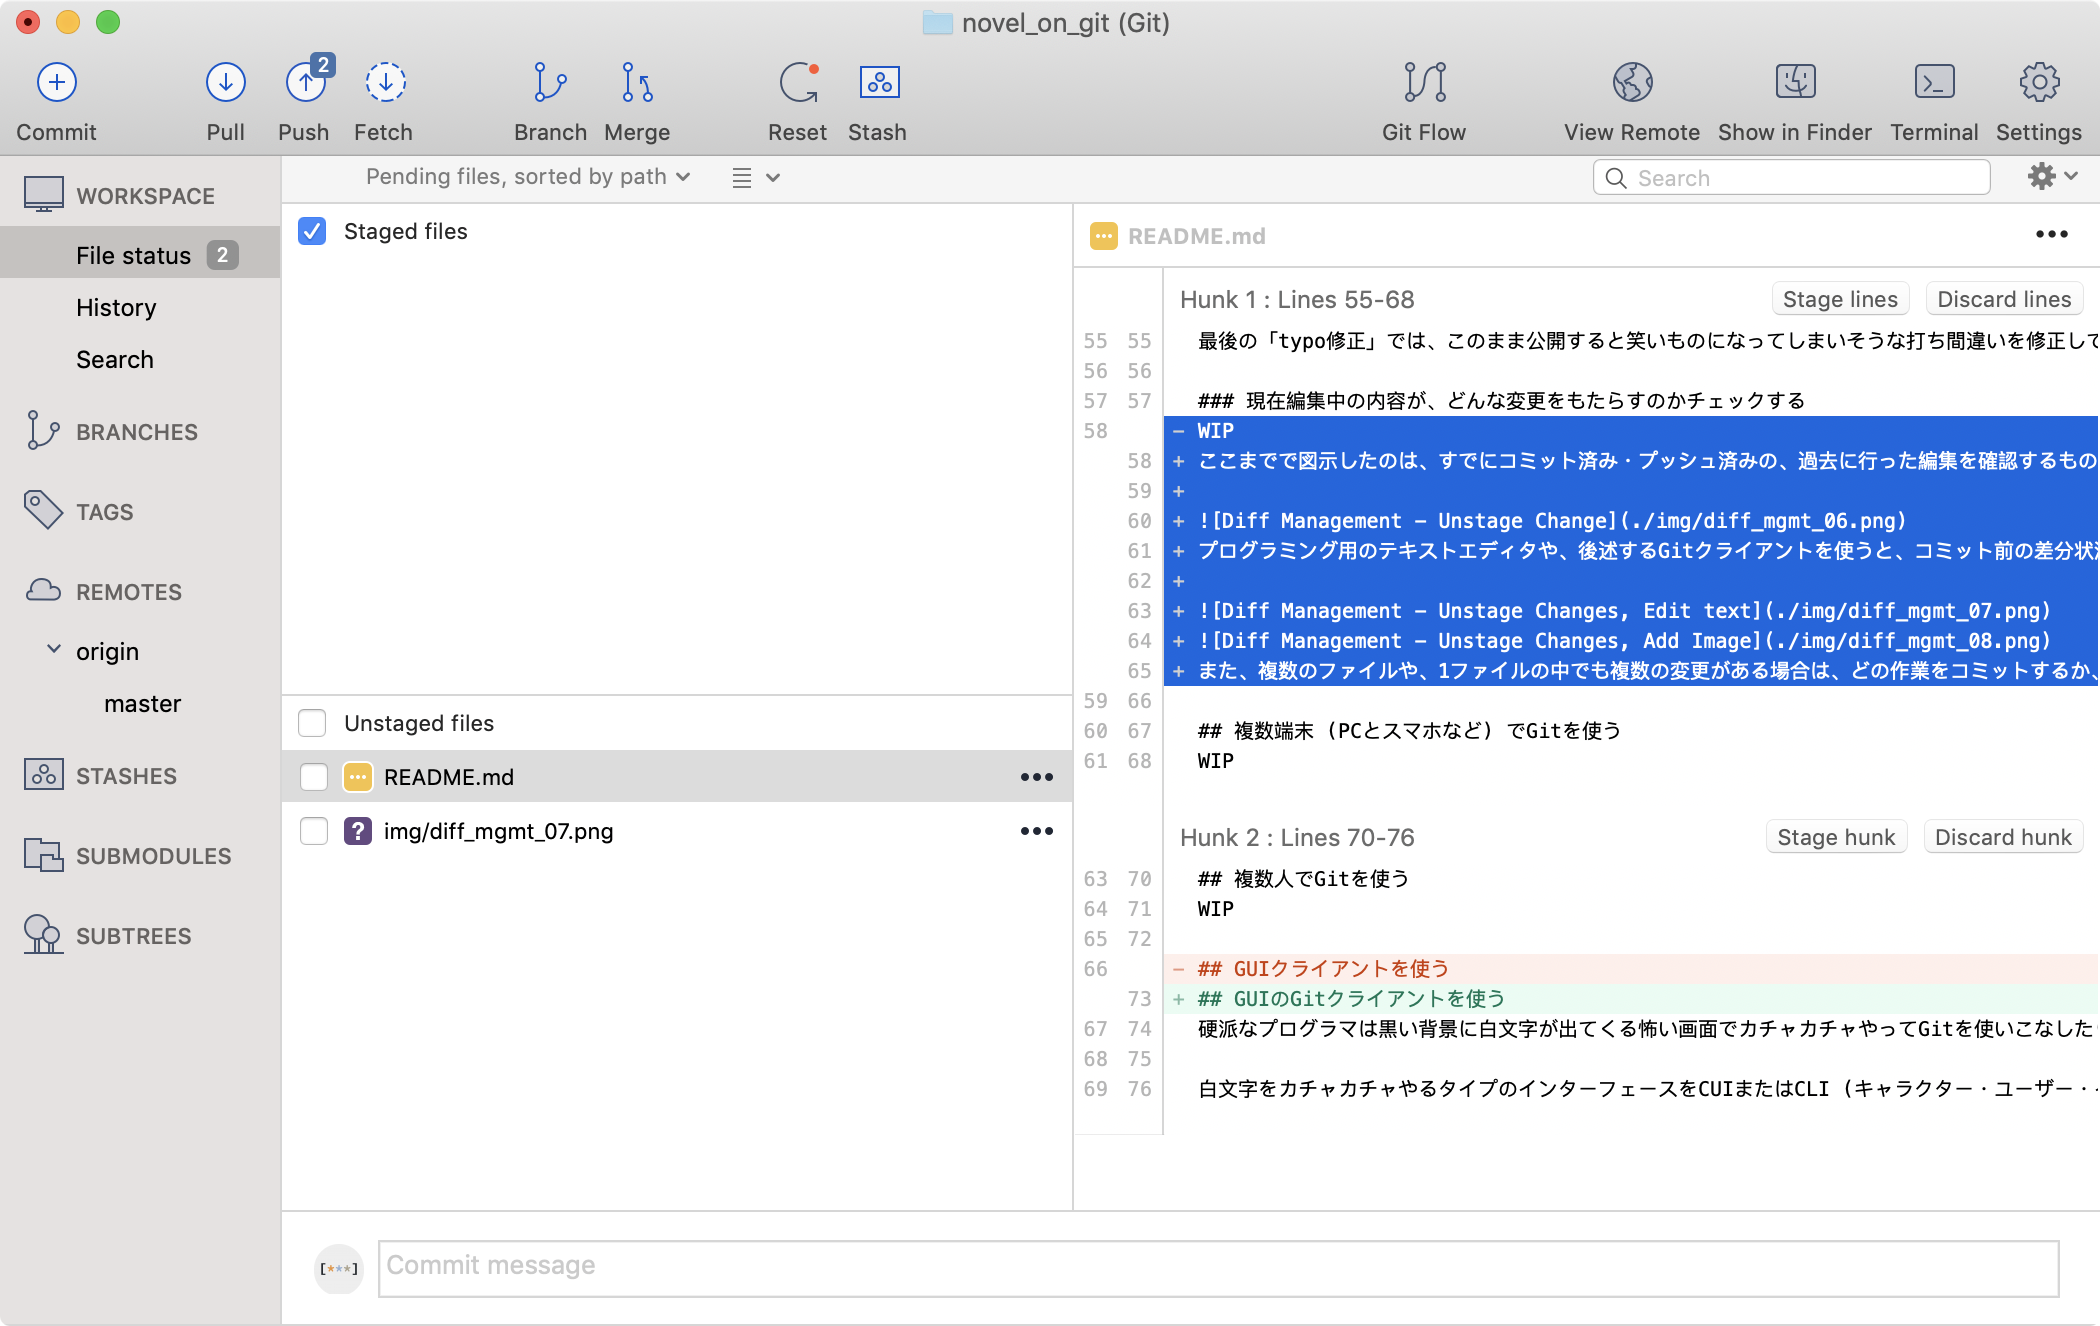 novel_on_git (Git)
2
Commit
Pull
Push
Fetch
Branch
Merge
Reset
Stash
Git Flow
View Remote
Show in Finder
Terminal
Settings
Pending files, sorted by path
Search
WORKSPACE
File status 2
History
Search
BRANCHES
TAGS
REMOTES
origin
master
STASHES
SUBMODULES
SUBTREES
Staged files
Unstaged files
README.md
? img/diff_mgmt_07.png
README.md
Hunk 1 : Lines 55-68
Stage lines
Discard lines
55 55 最後の「typo修正」では、このまま公開すると笑いものになってしまいそうな打ち間違いを修正して
56 56
57 57 ### 現在編集中の内容が、どんな変更をもたらすのかチェックする
58 - WIP
58 + ここまでで図示したのは、すでにコミット済み・プッシュ済みの、過去に行った編集を確認するもの
59 +
60 + ![Diff Management - Unstage Change](./img/diff_mgmt_06.png)
61 + プログラミング用のテキストエディタや、後述するGitクライアントを使うと、コミット前の差分状
62 +
63 + ![Diff Management - Unstage Changes, Edit text](./img/diff_mgmt_07.png)
64 + ![Diff Management - Unstage Changes, Add Image](./img/diff_mgmt_08.png)
65 + また、複数のファイルや、1ファイルの中でも複数の変更がある場合は、どの作業をコミットするか、
59 66
60 67 ## 複数端末 (PCとスマホなど) でGitを使う
61 68 WIP
Hunk 2 : Lines 70-76
Stage hunk
Discard hunk
63 70 ## 複数人でGitを使う
64 71 WIP
65 72
66 - ## GUIクライアントを使う
73 + ## GUIのGitクライアントを使う
67 74 硬派なプログラマは黒い背景に白文字が出てくる怖い画面でカチャカチャやってGitを使いこなした
68 75
69 76 白文字をカチャカチャやるタイプのインターフェースをCUIまたはCLI (キャラクター・ユーザー・
[***]
Commit message